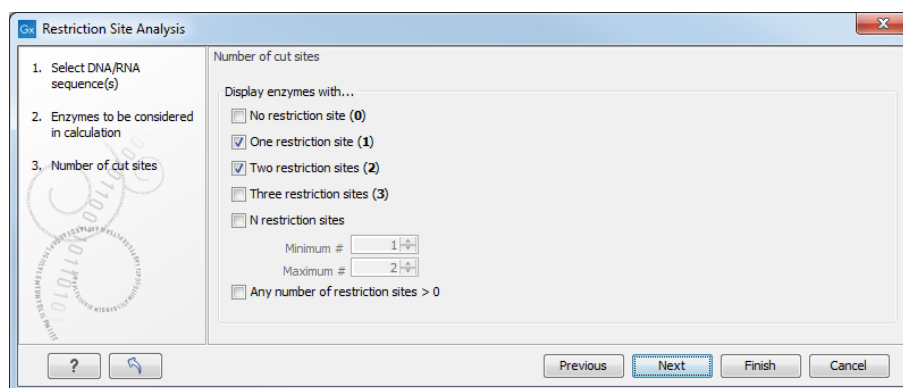 Gx Restriction Site Analysis
x
1. Select DNA/RNA
sequence(s)
2. Enzymes to be considered
in calculation
3. Number of cut sites
Number of cut sites
Display enzymes with...
No restriction site (0)
One restriction site (1)
Two restriction sites (2)
Three restriction sites (3)
N restriction sites
Minimum # 1
Maximum # 2
Any number of restriction sites > 0
? Previous Next Finish Cancel